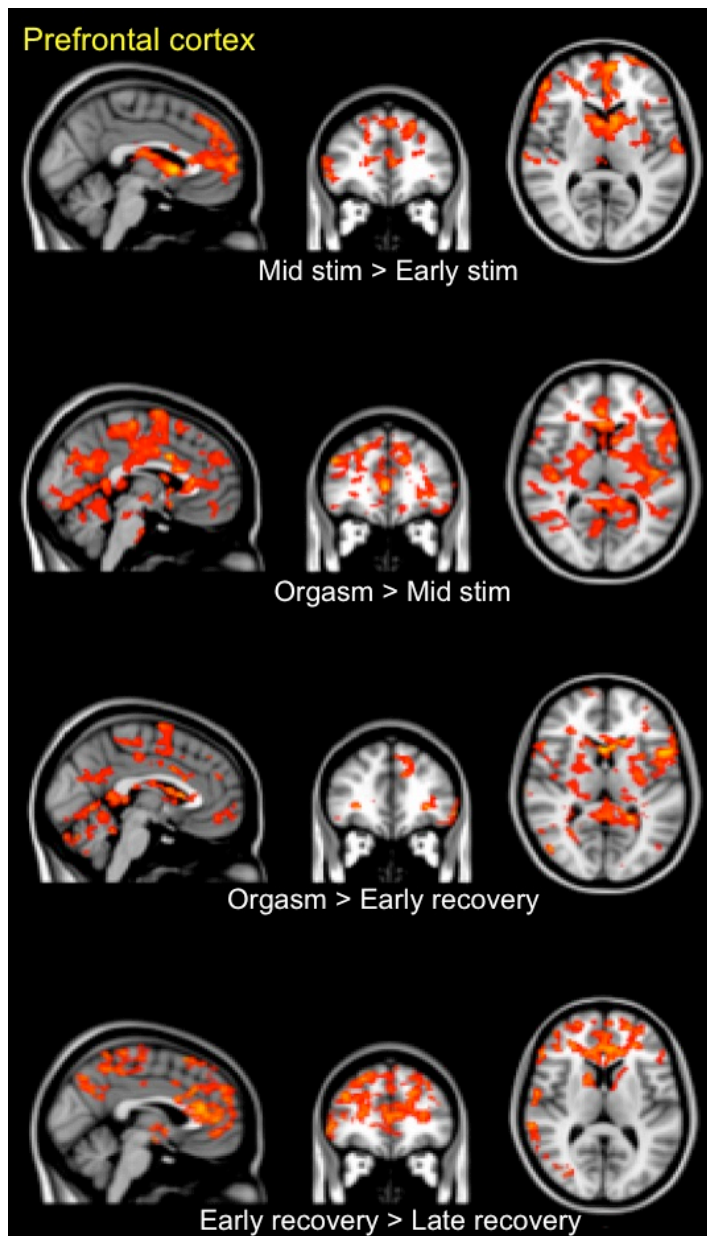 Prefrontal cortex
Mid stim > Early stim
Orgasm > Mid stim
Orgasm > Early recovery
Early recovery > Late recovery